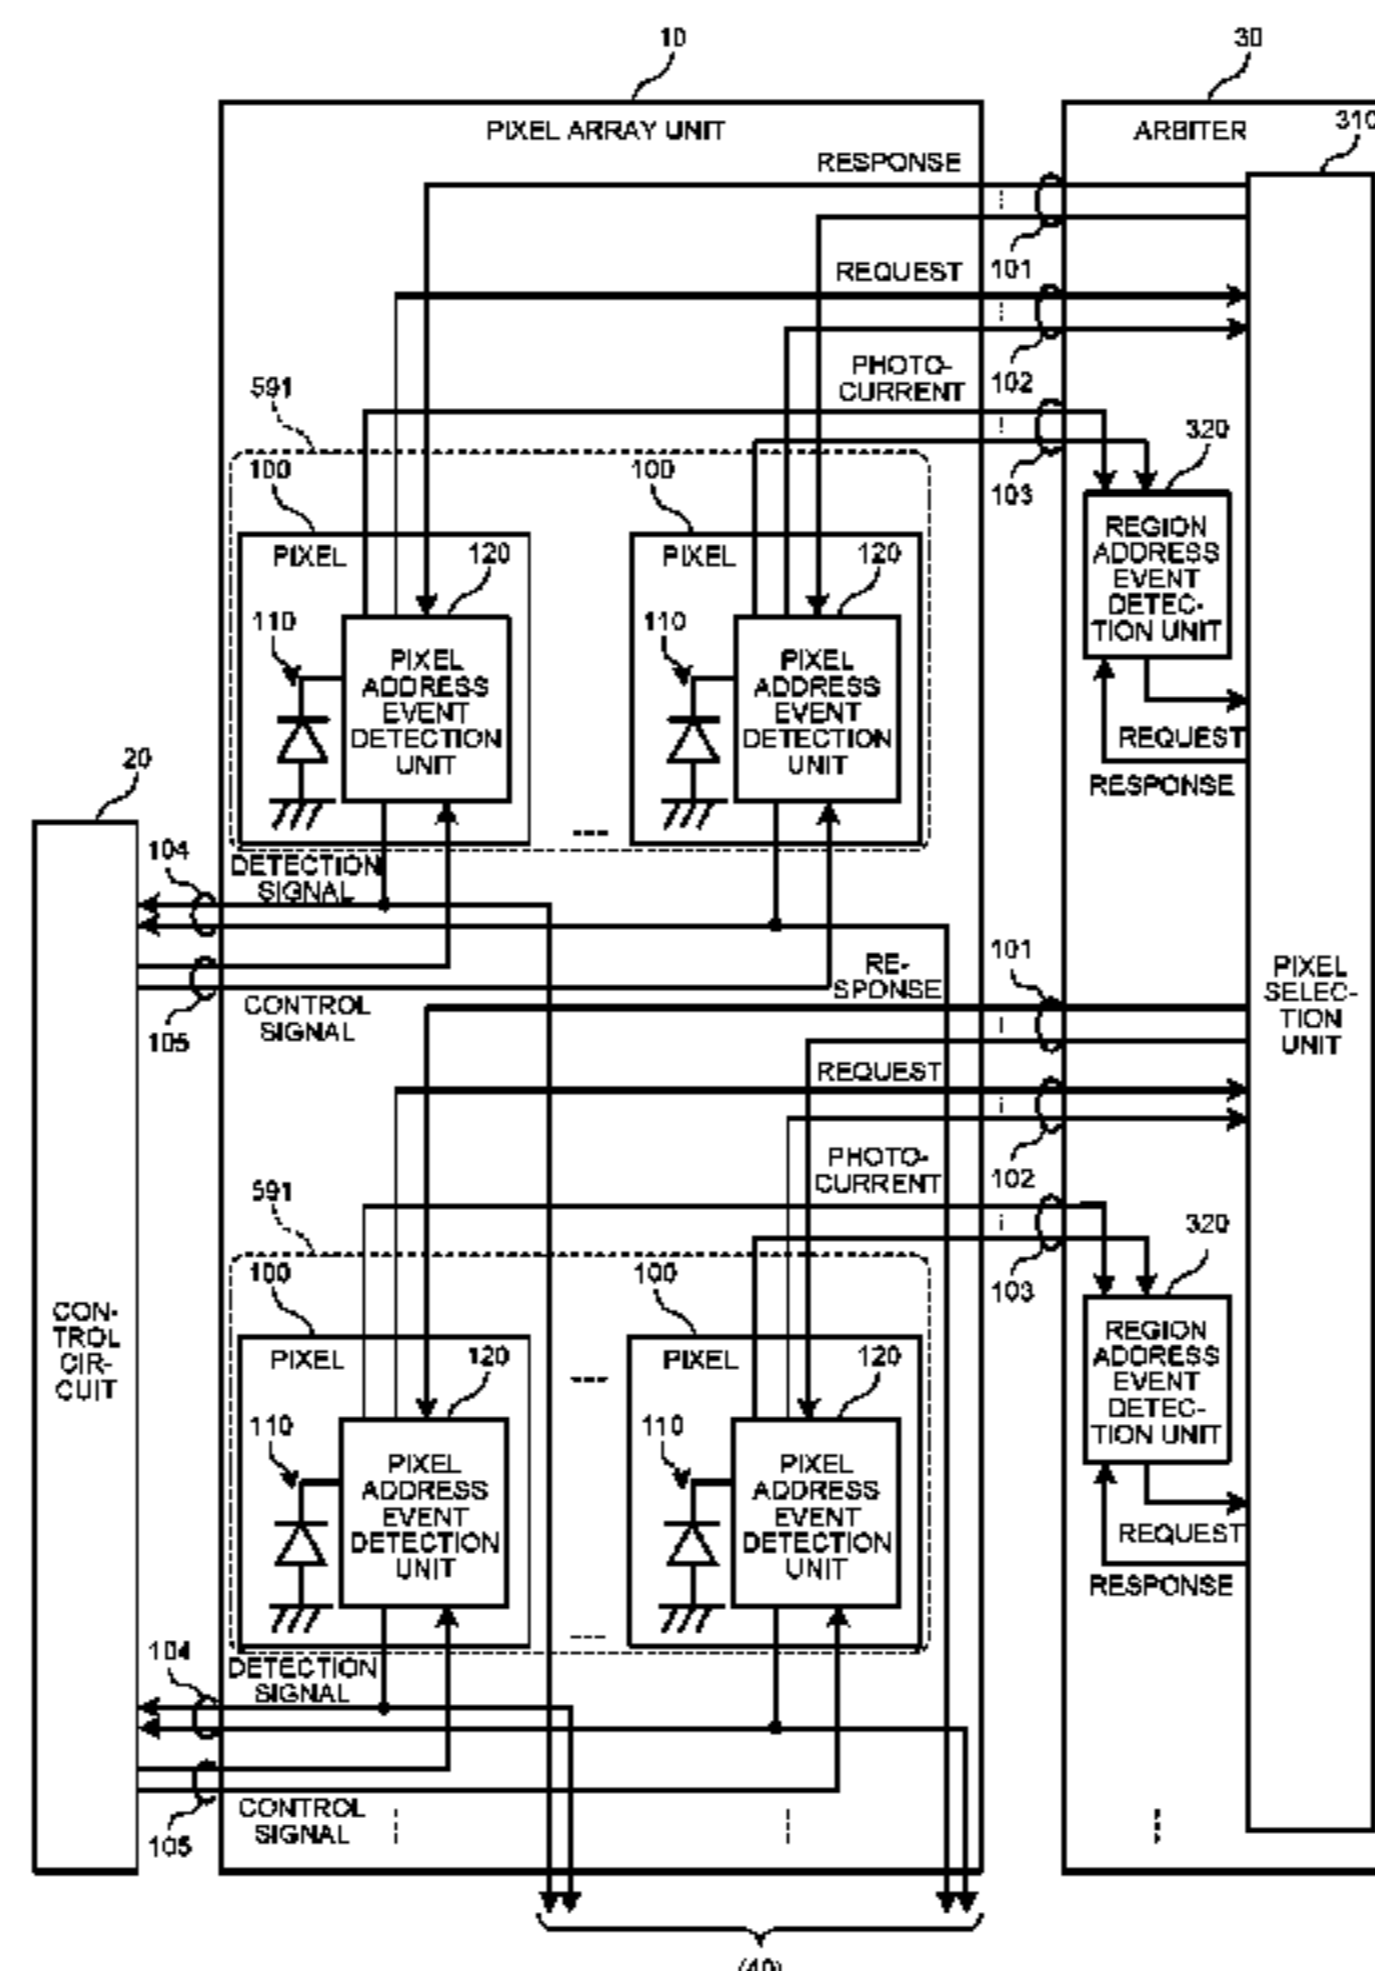 10
30
PIXEL ARRAY UNIT
ARBITER
310
RESPONSE
101
REQUEST
102
PHOTO-
CURRENT
103
591
320
100
100
PIXEL
120
PIXEL
120
REGION
ADDRESS
EVENT
DETEC-
TION UNIT
110
110
PIXEL
ADDRESS
EVENT
DETECTION
UNIT
PIXEL
ADDRESS
EVENT
DETECTION
UNIT
REQUEST
RESPONSE
20
104
DETECTION
SIGNAL
105
CONTROL
SIGNAL
RE-
SPONSE
101
PIXEL
SELEC-
TION
UNIT
REQUEST
102
PHOTO-
CURRENT
103
591
320
100
100
CON-
TROL
CIR-
CUIT
PIXEL
120
PIXEL
120
REGION
ADDRESS
EVENT
DETEC-
TION UNIT
110
110
PIXEL
ADDRESS
EVENT
DETECTION
UNIT
PIXEL
ADDRESS
EVENT
DETECTION
UNIT
REQUEST
RESPONSE
104
DETECTION
SIGNAL
105
CONTROL
SIGNAL
(40)